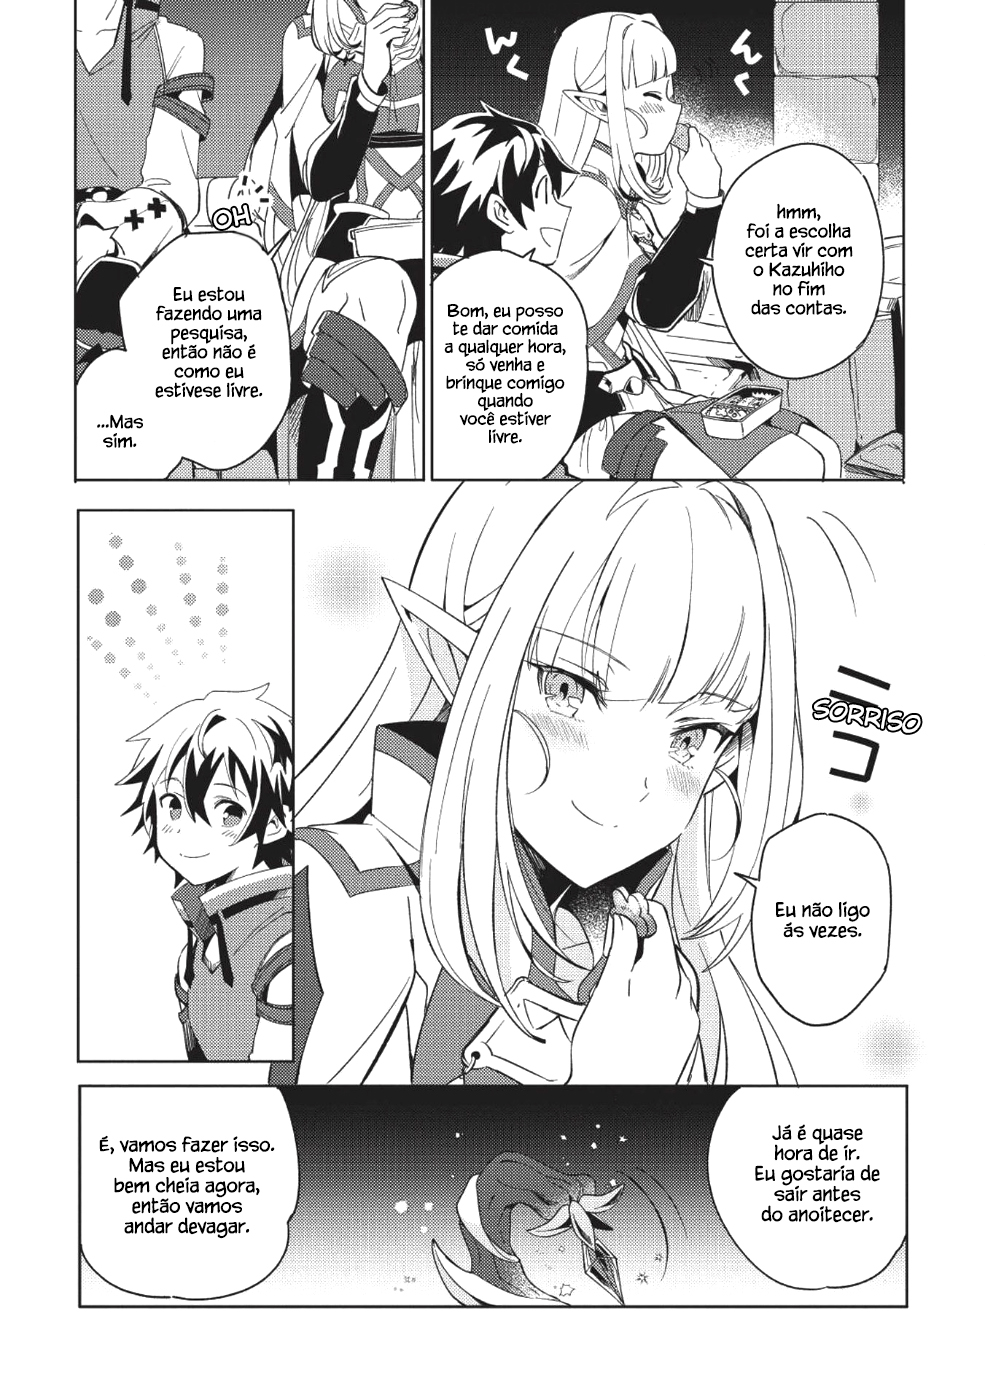 hmm,
foi a escolha
certa vir com
o Kazuhiho
no fim
das contas.
Bom, eu posso
te dar comida
a qualquer hora,
só venha e
brinque comigo
quando
você estiver
livre.
OH
Eu estou
fazendo uma
pesquisa,
então não é
como eu
estivese livre.
...Mas
sim.
ニコ
SORRISO
Eu não ligo
ás vezes.
Já é quase
hora de ir.
Eu gostaria de
sair antes
do anoitecer.
É, vamos fazer isso.
Mas eu estou
bem cheia agora,
então vamos
andar devagar.